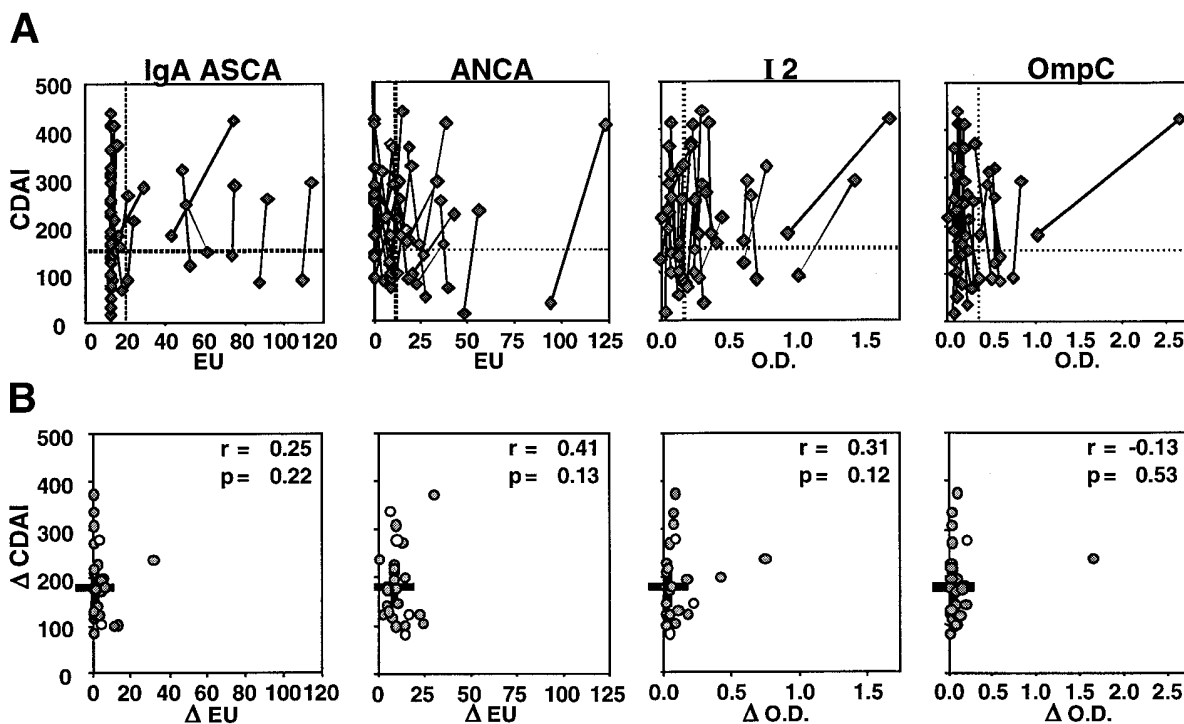 A
IgA ASCA ANCA I 2 OmpC
500
400
300
200
100
0
CDAI
0 20 40 60 80 100 120
EU
0 25 50 75 100 125
EU
0.0 0.5 1.0 1.5
O.D.
0.0 0.5 1.0 1.5 2.0 2.5
O.D.
B
500
400
300
200
100
0
Δ CDAI
r = 0.25
p = 0.22
0 20 40 60 80 100 120
Δ EU
r = 0.41
p = 0.13
0 25 50 75 100 125
Δ EU
r = 0.31
p = 0.12
0.0 0.5 1.0 1.5
Δ O.D.
r = -0.13
p = 0.53
0.0 0.5 1.0 1.5 2.0 2.5
Δ O.D.